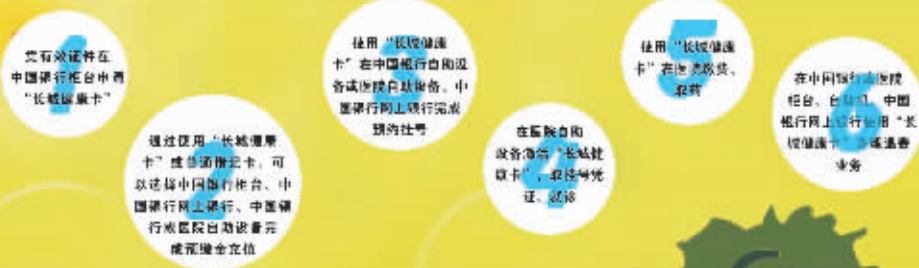 1
凭有效证件在
中国银行柜台申请
“长城健康卡”
2
通过使用“长城健康
卡”或普通借记卡,可
以选择中国银行柜台、中
国银行网上银行、中国银
行或医院自助设备完
成预缴金充值
3
使用“长城健康
卡”在中国银行自助设
备或医院自助设备、中
国银行网上银行完成
预约挂号
4
在医院自助
设备激活“长城健
康卡”,取挂号凭
证、就诊
5
使用“长城健康
卡”在医院缴费、
取药
6
在中国银行或医院
柜台、自助机、中国
银行网上银行使用“长
城健康卡”办理退费
业务